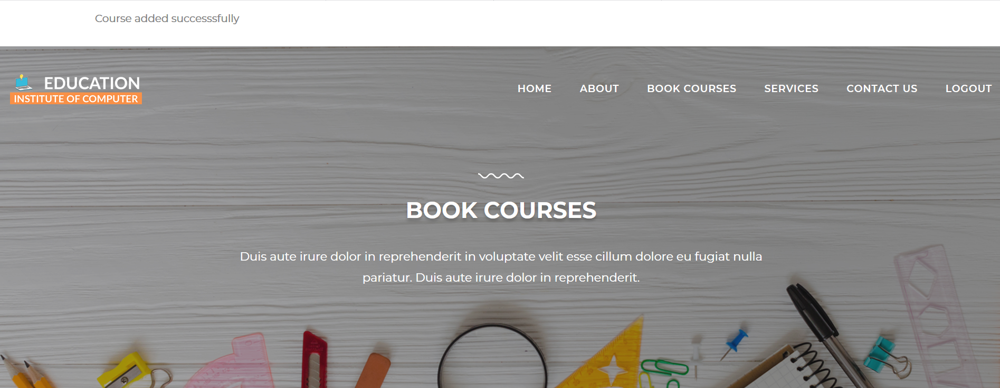 Course added successsfully
EDUCATION
INSTITUTE OF COMPUTER
HOME ABOUT BOOK COURSES SERVICES CONTACT US LOGOUT
BOOK COURSES
Duis aute irure dolor in reprehenderit in voluptate velit esse cillum dolore eu fugiat nulla
pariatur. Duis aute irure dolor in reprehenderit.